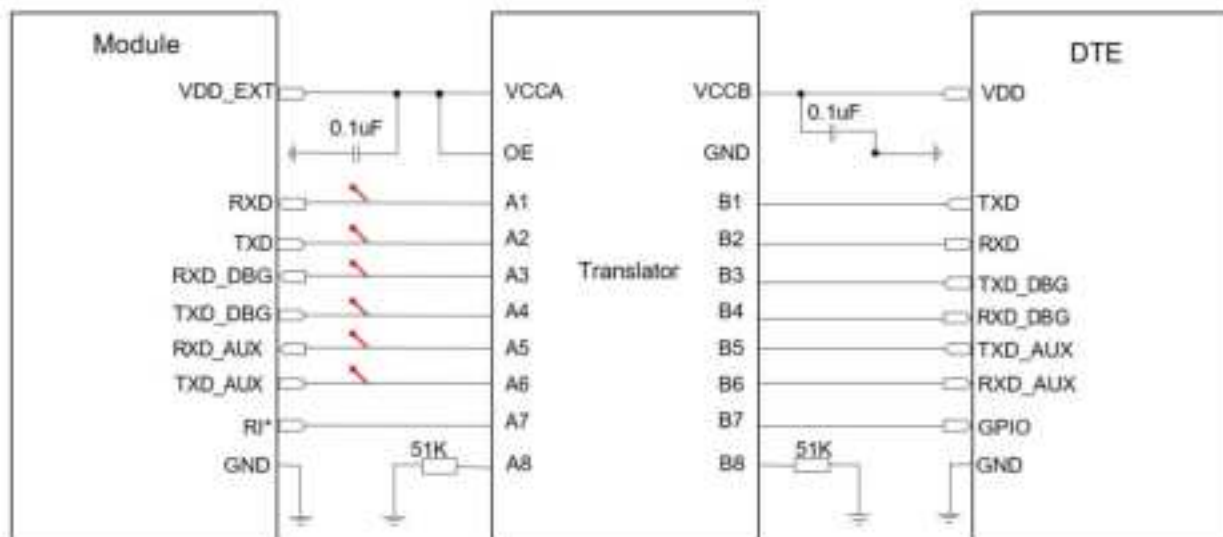 Module
DTE
VDD_EXT
VCCA
VCCB
VDD
0.1uF
0.1uF
OE
GND
RXD
A1
B1
TXD
TXD
A2
B2
RXD
Translator
RXD_DBG
A3
B3
TXD_DBG
TXD_DBG
A4
B4
RXD_DBG
RXD_AUX
A5
B5
TXD_AUX
TXD_AUX
A6
B6
RXD_AUX
RI*
A7
B7
GPIO
51K
51K
GND
A8
B8
GND